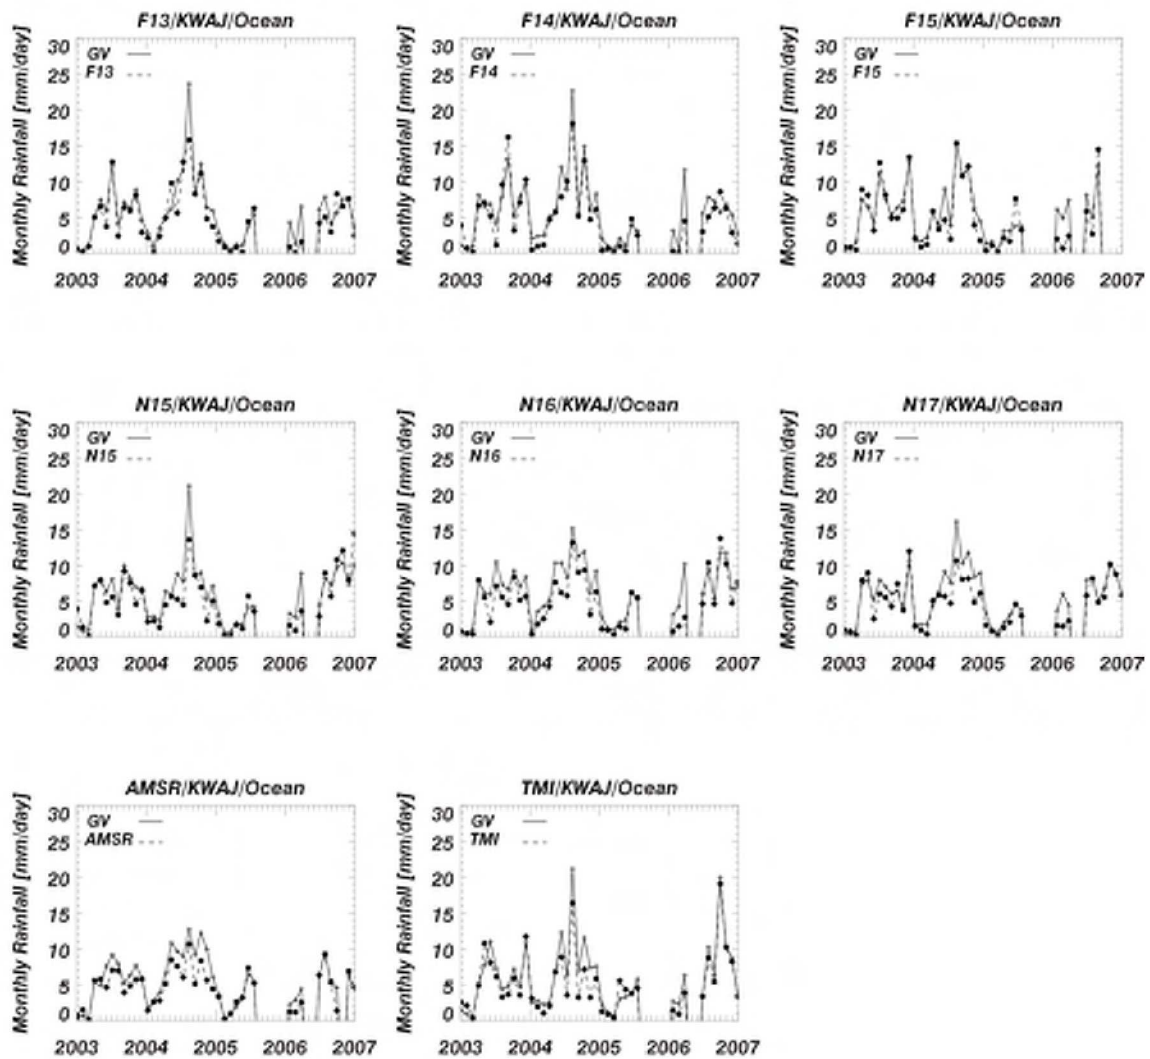 F13/KWAJ/Ocean
Monthly Rainfall [mm/day]
30
25
20
15
10
5
0
GV
F13
2003 2004 2005 2006 2007
F14/KWAJ/Ocean
Monthly Rainfall [mm/day]
30
25
20
15
10
5
0
GV
F14
2003 2004 2005 2006 2007
F15/KWAJ/Ocean
Monthly Rainfall [mm/day]
30
25
20
15
10
5
0
GV
F15
2003 2004 2005 2006 2007
N15/KWAJ/Ocean
Monthly Rainfall [mm/day]
30
25
20
15
10
5
0
GV
N15
2003 2004 2005 2006 2007
N16/KWAJ/Ocean
Monthly Rainfall [mm/day]
30
25
20
15
10
5
0
GV
N16
2003 2004 2005 2006 2007
N17/KWAJ/Ocean
Monthly Rainfall [mm/day]
30
25
20
15
10
5
0
GV
N17
2003 2004 2005 2006 2007
AMSR/KWAJ/Ocean
Monthly Rainfall [mm/day]
30
25
20
15
10
5
0
GV
AMSR
2003 2004 2005 2006 2007
TMI/KWAJ/Ocean
Monthly Rainfall [mm/day]
30
25
20
15
10
5
0
GV
TMI
2003 2004 2005 2006 2007